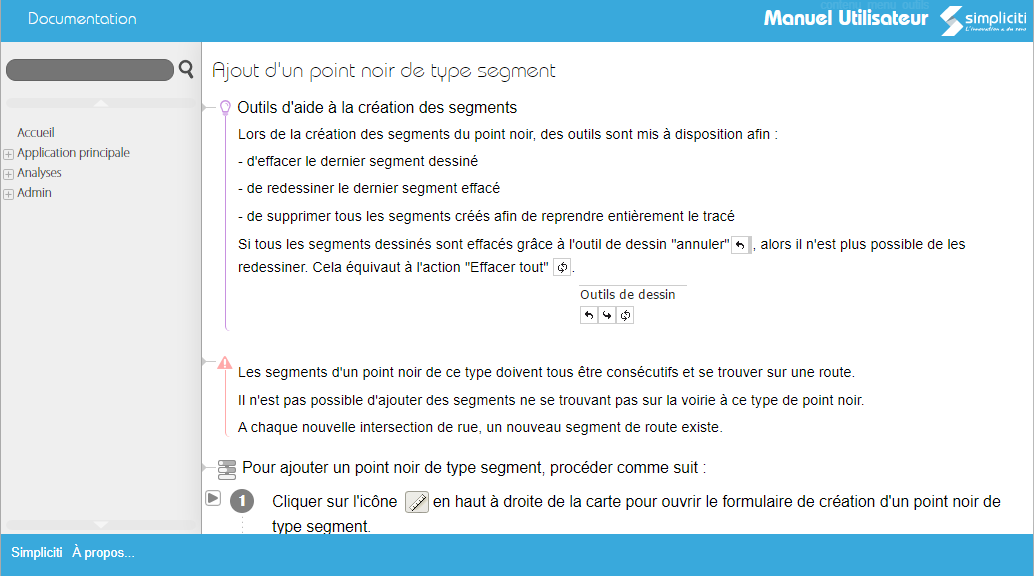 Documentation
contenu menu outils
Manuel Utilisateur
simpliciti
L'innovation a du sens
Ajout d'un point noir de type segment
Accueil
Application principale
Analyses
Admin
Outils d'aide à la création des segments
Lors de la création des segments du point noir, des outils sont mis à disposition afin :
- d'effacer le dernier segment dessiné
- de redessiner le dernier segment effacé
- de supprimer tous les segments créés afin de reprendre entièrement le tracé
Si tous les segments dessinés sont effacés grâce à l'outil de dessin "annuler" , alors il n'est plus possible de les
redessiner. Cela équivaut à l'action "Effacer tout" .
Outils de dessin
Les segments d'un point noir de ce type doivent tous être consécutifs et se trouver sur une route.
Il n'est pas possible d'ajouter des segments ne se trouvant pas sur la voirie à ce type de point noir.
A chaque nouvelle intersection de rue, un nouveau segment de route existe.
Pour ajouter un point noir de type segment, procéder comme suit :
1 Cliquer sur l'icône en haut à droite de la carte pour ouvrir le formulaire de création d'un point noir de
type segment.
Simpliciti À propos...